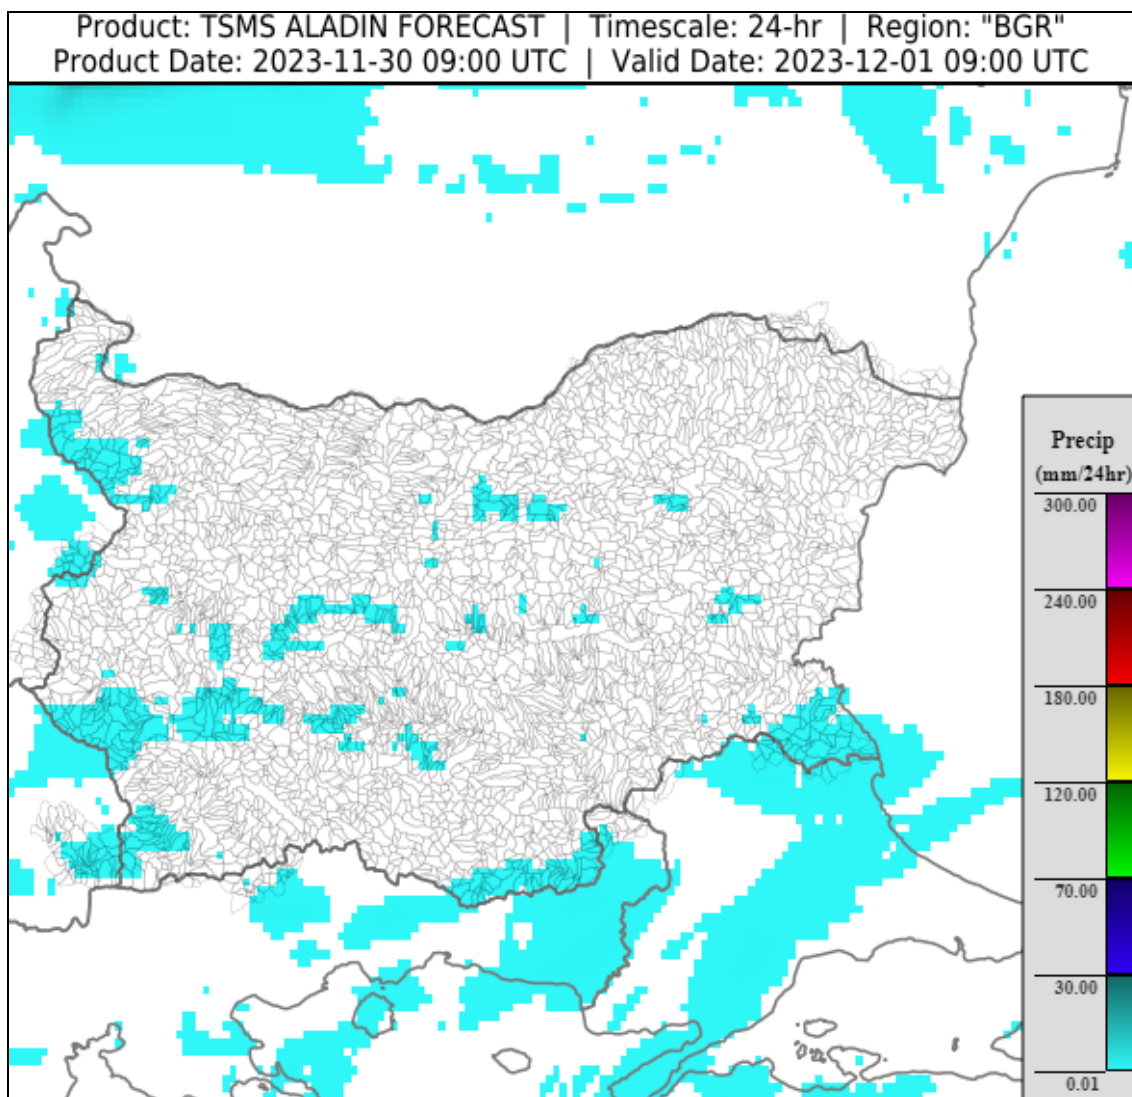 Product: TSMS ALADIN FORECAST | Timescale: 24-hr | Region: "BGR"
Product Date: 2023-11-30 09:00 UTC | Valid Date: 2023-12-01 09:00 UTC
Precip
(mm/24hr)
300.00
240.00
180.00
120.00
70.00
30.00
0.01